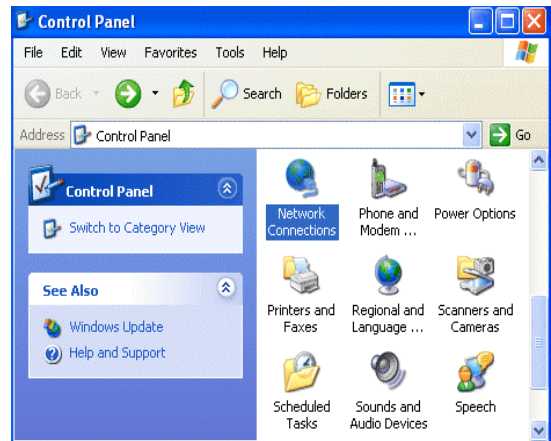 Control Panel
File Edit View Favorites Tools Help
Back Search Folders
Address Control Panel Go
Control Panel
Switch to Category View
See Also
Windows Update
Help and Support
Network Connections
Phone and Modem ...
Power Options
Printers and Faxes
Regional and Language ...
Scanners and Cameras
Scheduled Tasks
Sounds and Audio Devices
Speech